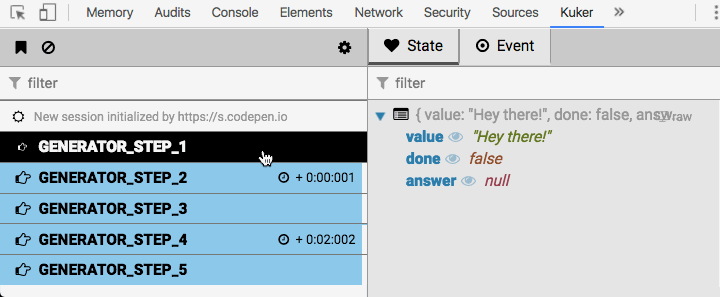 Memory Audits Console Elements Network Security Sources Kuker »
State Event
filter
filter
New session initialized by https://s.codepen.io
GENERATOR_STEP_1
GENERATOR_STEP_2 + 0:00:001
GENERATOR_STEP_3
GENERATOR_STEP_4 + 0:02:002
GENERATOR_STEP_5
{ value: "Hey there!", done: false, answ raw
value "Hey there!"
done false
answer null